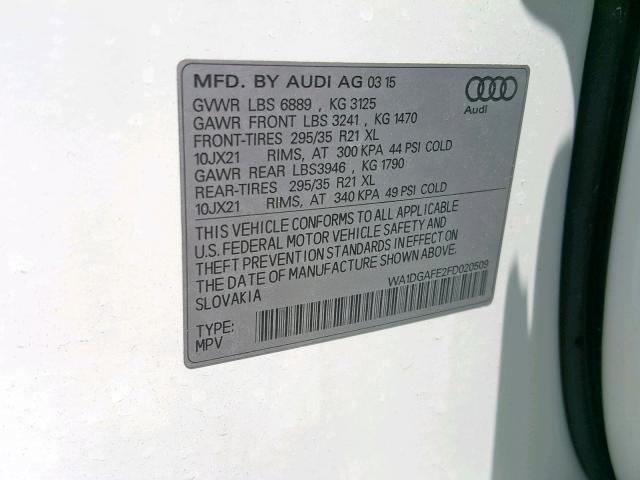 MFD. BY AUDI AG 03 15
Audi
GVWR LBS 6889 , KG 3125
GAWR FRONT LBS 3241 , KG 1470
FRONT-TIRES 295/35 R21 XL
10JX21 RIMS, AT 300 KPA 44 PSI COLD
GAWR REAR LBS3946 , KG 1790
REAR-TIRES 295/35 R21 XL
10JX21 RIMS, AT 340 KPA 49 PSI COLD
THIS VEHICLE CONFORMS TO ALL APPLICABLE
U.S. FEDERAL MOTOR VEHICLE SAFETY AND
THEFT PREVENTION STANDARDS IN EFFECT ON
THE DATE OF MANUFACTURE SHOWN ABOVE.
SLOVAKIA
WA1DGAFE2FD020509
TYPE:
MPV